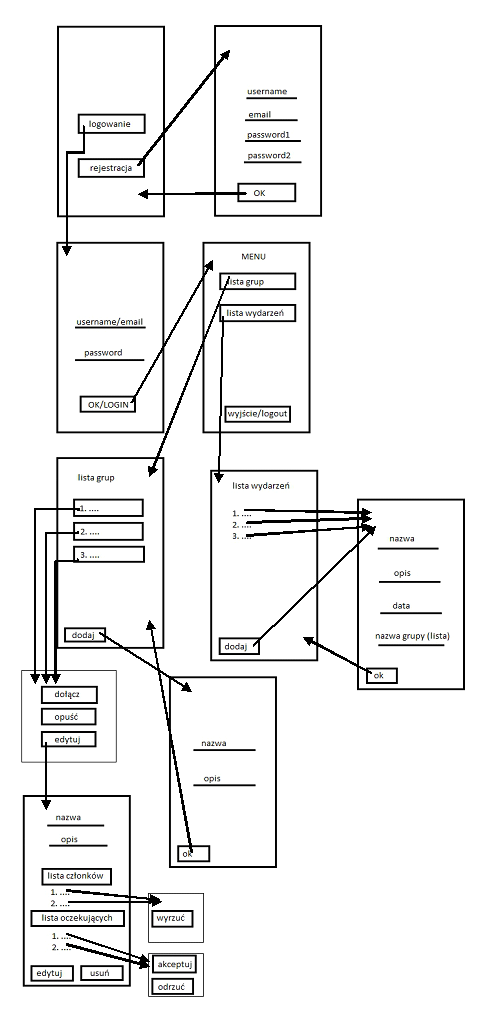 logowanie
rejestracja
username
email
password1
password2
OK
username/email
password
OK/LOGIN
MENU
lista grup
lista wydarzeń
wyjście/logout
lista grup
1. ....
2. ....
3. ....
dodaj
lista wydarzeń
1. ....
2. ....
3. ....
dodaj
nazwa
opis
data
nazwa grupy (lista)
ok
dołącz
opuść
edytuj
nazwa
opis
ok
nazwa
opis
lista członków
1. ....
2. ....
lista oczekujących
1. ....
2. ....
edytuj
usuń
wyrzuć
akceptuj
odrzuć